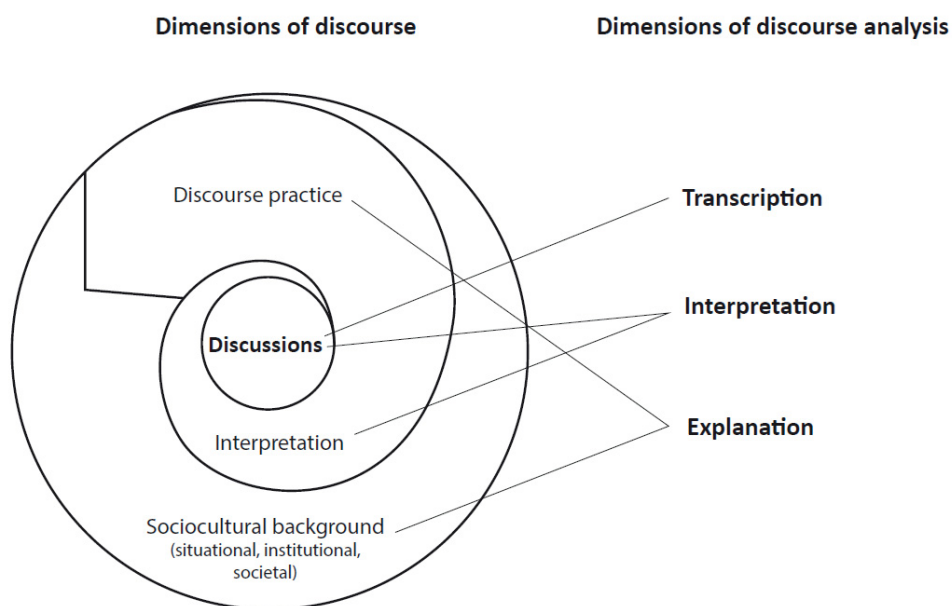 Dimensions of discourse
Dimensions of discourse analysis
Discourse practice
Transcription
Interpretation
Discussions
Explanation
Interpretation
Sociocultural background
(situational, institutional,
societal)